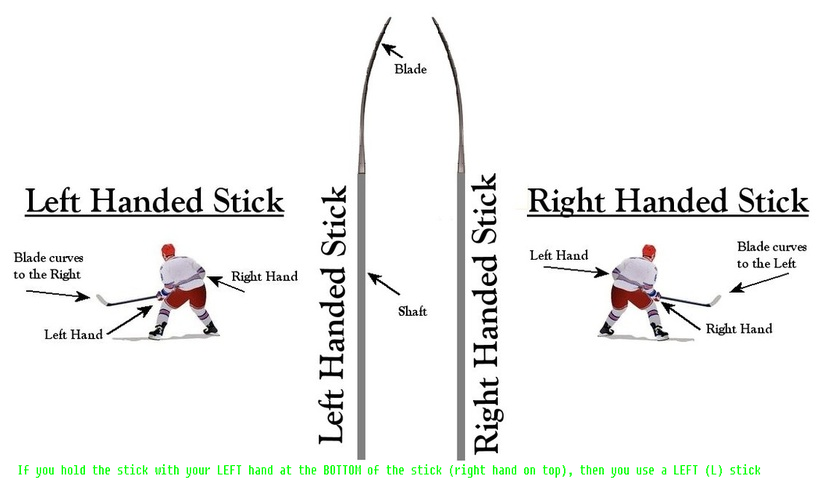 Blade
Left Handed Stick
Right Handed Stick
Blade curves
to the Right
Right Hand
Left Hand
Left Handed Stick
Shaft
Right Handed Stick
Left Hand
Blade curves
to the Left
Right Hand
If you hold the stick with your LEFT hand at the BOTTOM of the stick (right hand on top), then you use a LEFT (L) stick